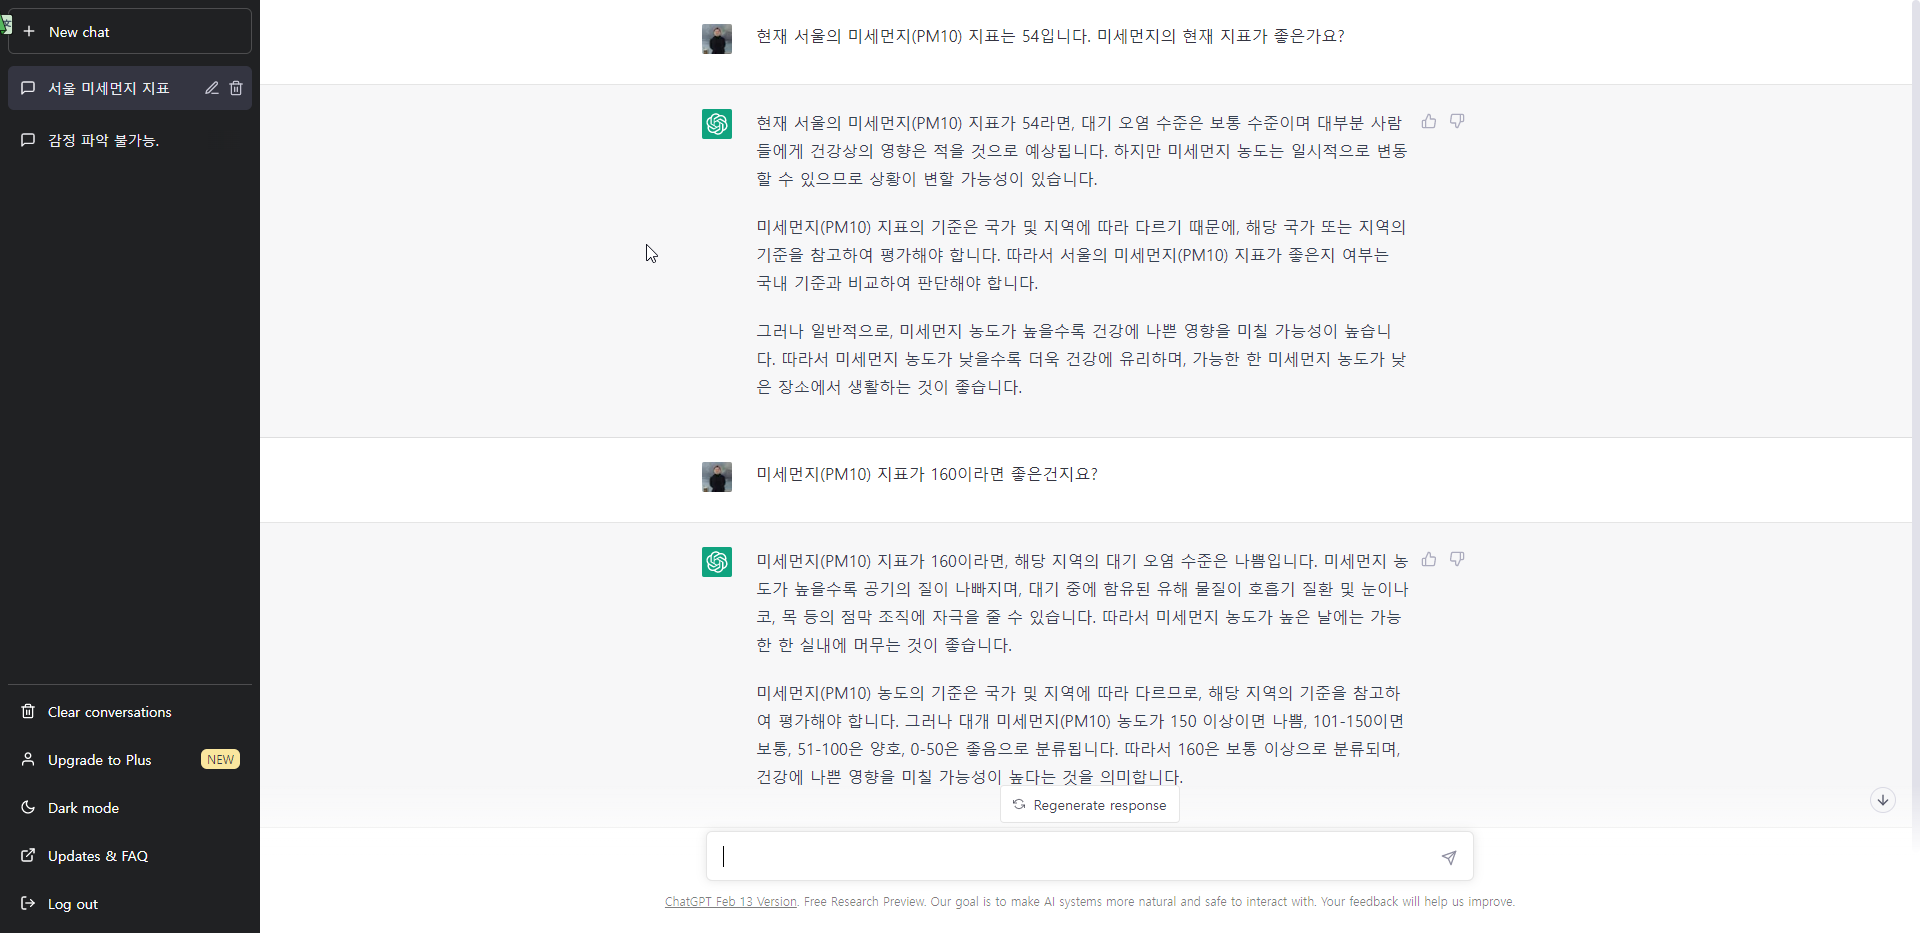 New chat
서울 미세먼지 지표
감정 파악 불가능.
Clear conversations
Upgrade to Plus
NEW
Dark mode
Updates & FAQ
Log out
현재 서울의 미세먼지(PM10) 지표는 54입니다. 미세먼지의 현재 지표가 좋은가요?
현재 서울의 미세먼지(PM10) 지표가 54라면, 대기 오염 수준은 보통 수준이며 대부분 사람
들에게 건강상의 영향은 적을 것으로 예상됩니다. 하지만 미세먼지 농도는 일시적으로 변동
할 수 있으므로 상황이 변할 가능성이 있습니다.
미세먼지(PM10) 지표의 기준은 국가 및 지역에 따라 다르기 때문에, 해당 국가 또는 지역의
기준을 참고하여 평가해야 합니다. 따라서 서울의 미세먼지(PM10) 지표가 좋은지 여부는
국내 기준과 비교하여 판단해야 합니다.
그러나 일반적으로, 미세먼지 농도가 높을수록 건강에 나쁜 영향을 미칠 가능성이 높습니
다. 따라서 미세먼지 농도가 낮을수록 더욱 건강에 유리하며, 가능한 한 미세먼지 농도가 낮
은 장소에서 생활하는 것이 좋습니다.
미세먼지(PM10) 지표가 160이라면 좋은건지요?
미세먼지(PM10) 지표가 160이라면, 해당 지역의 대기 오염 수준은 나쁨입니다. 미세먼지 농
도가 높을수록 공기의 질이 나빠지며, 대기 중에 함유된 유해 물질이 호흡기 질환 및 눈이나
코, 목 등의 점막 조직에 자극을 줄 수 있습니다. 따라서 미세먼지 농도가 높은 날에는 가능
한 한 실내에 머무는 것이 좋습니다.
미세먼지(PM10) 농도의 기준은 국가 및 지역에 따라 다르므로, 해당 지역의 기준을 참고하
여 평가해야 합니다. 그러나 대개 미세먼지(PM10) 농도가 150 이상이면 나쁨, 101-150이면
보통, 51-100은 양호, 0-50은 좋음으로 분류됩니다. 따라서 160은 보통 이상으로 분류되며,
건강에 나쁜 영향을 미칠 가능성이 높다는 것을 의미합니다.
Regenerate response
ChatGPT Feb 13 Version. Free Research Preview. Our goal is to make AI systems more natural and safe to interact with. Your feedback will help us improve.